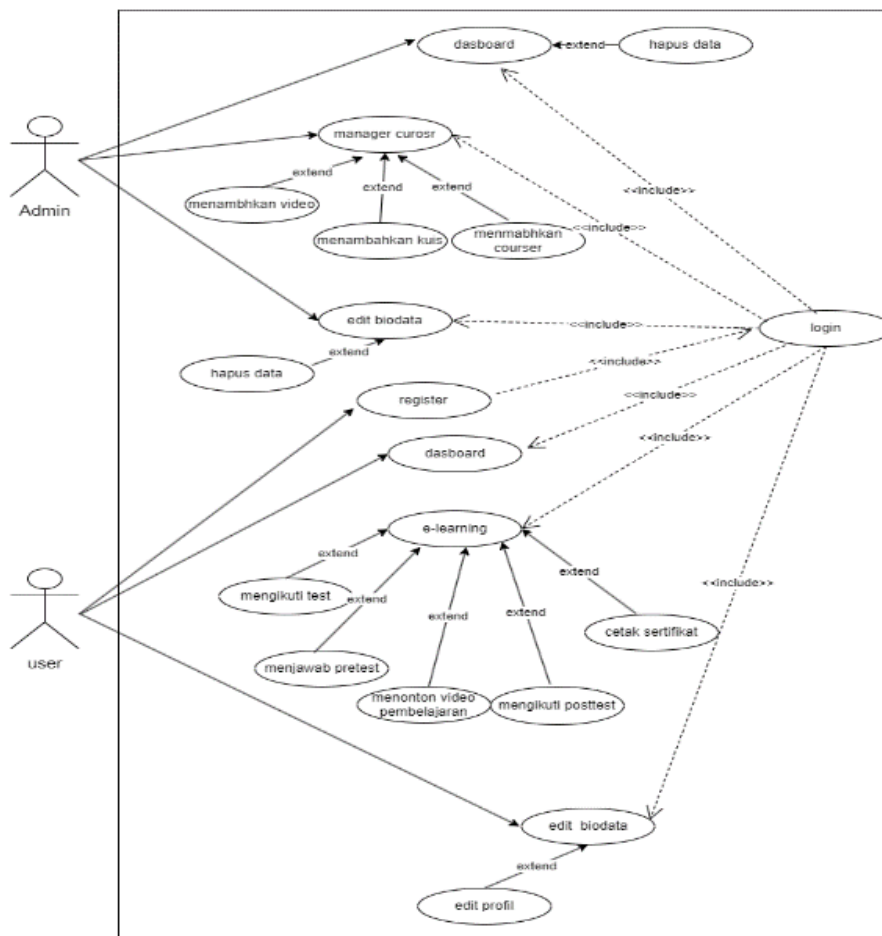 dasboard
extend
hapus data
manager curosr
Admin
extend
<<include>>
menambhkan video
extend
extend
<<include>>
menambahkan kuis
menmabhkan
courser
edit biodata
<<include>>
login
extend
hapus data
<<include>>
register
<<include>>
dasboard
<<include>>
e-learning
extend
extend
mengikuti test
extend
<<include>>
user
extend
extend
cetak sertifikat
menjawab pretest
menonton video
pembelajaran
mengikuti posttest
edit biodata
extend
edit profil